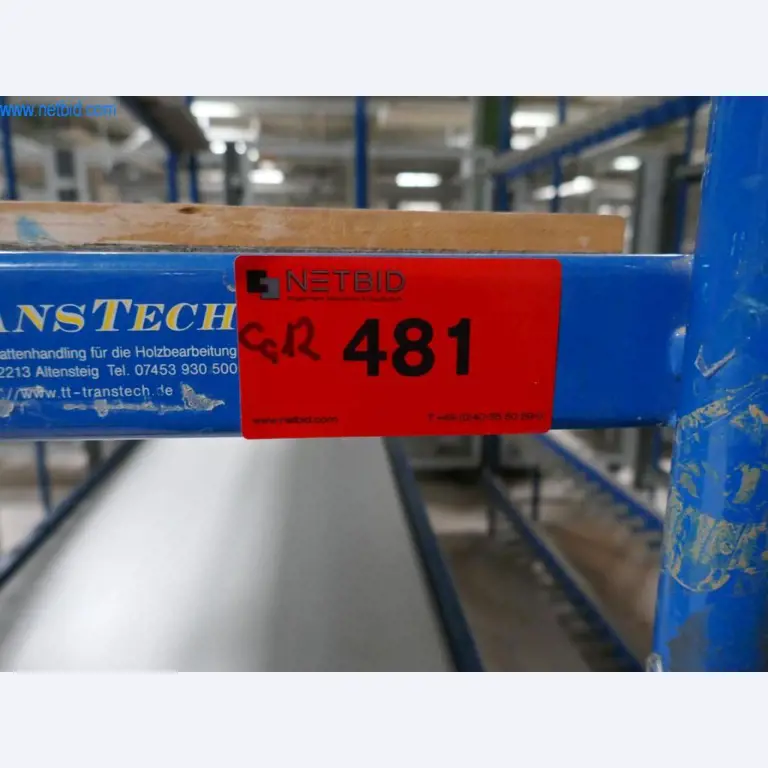 www.netbid.com
NETBID
481
www.netbid.com
ANSTECH
attenhandling für die Holzbearbeitung
2213 Altensteig Tel. 07453 930 500
://www.tt-transtech.de